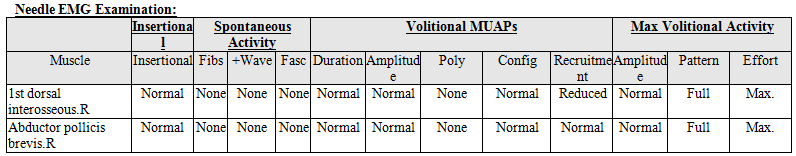 Needle EMG Examination:
Insertional Spontaneous Activity Volitional MUAPs Max Volitional Activity
Muscle Insertional Fibs +Wave Fasc Duration Amplitude Poly Config Recruitment Amplitude Pattern Effort
1st dorsal interosseous.R Normal None None None Normal Normal None Normal Reduced Normal Full Max.
Abductor pollicis brevis.R Normal None None None Normal Normal None Normal Normal Normal Full Max.